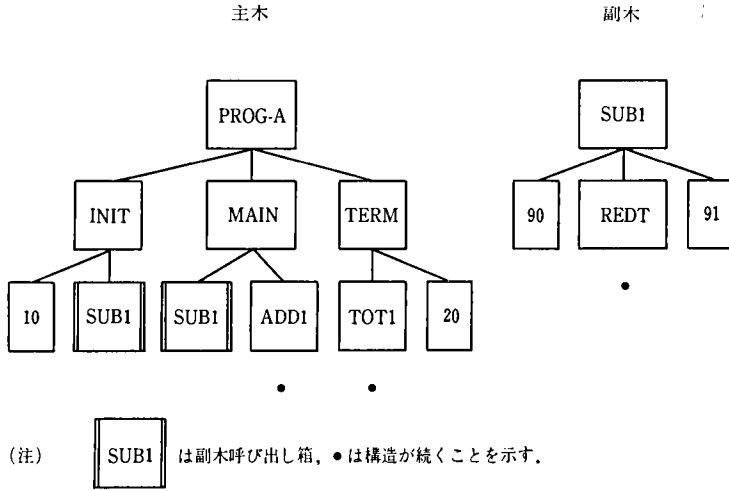 主木 副木
PROG-A SUB1
INIT MAIN TERM 90 REDT 91
10 SUB1 SUB1 ADD1 TOT1 20
(注) SUB1 は副木呼び出し箱，●は構造が続くことを示す．